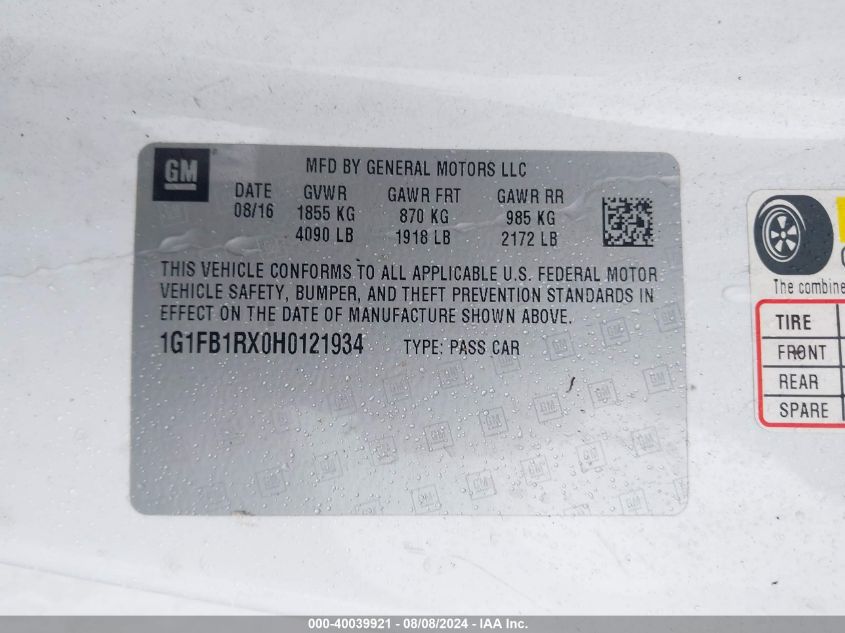 GM
MFD BY GENERAL MOTORS LLC
DATE GVWR GAWR FRT GAWR RR
08/16 1855 KG 870 KG 985 KG
4090 LB 1918 LB 2172 LB
THIS VEHICLE CONFORMS TO ALL APPLICABLE U.S. FEDERAL MOTOR
VEHICLE SAFETY, BUMPER, AND THEFT PREVENTION STANDARDS IN
EFFECT ON THE DATE OF MANUFACTURE SHOWN ABOVE.
1G1FB1RX0H0121934 TYPE: PASS CAR
The combine
TIRE
FRONT
REAR
SPARE
000-40039921 - 08/08/2024 - IAA Inc.